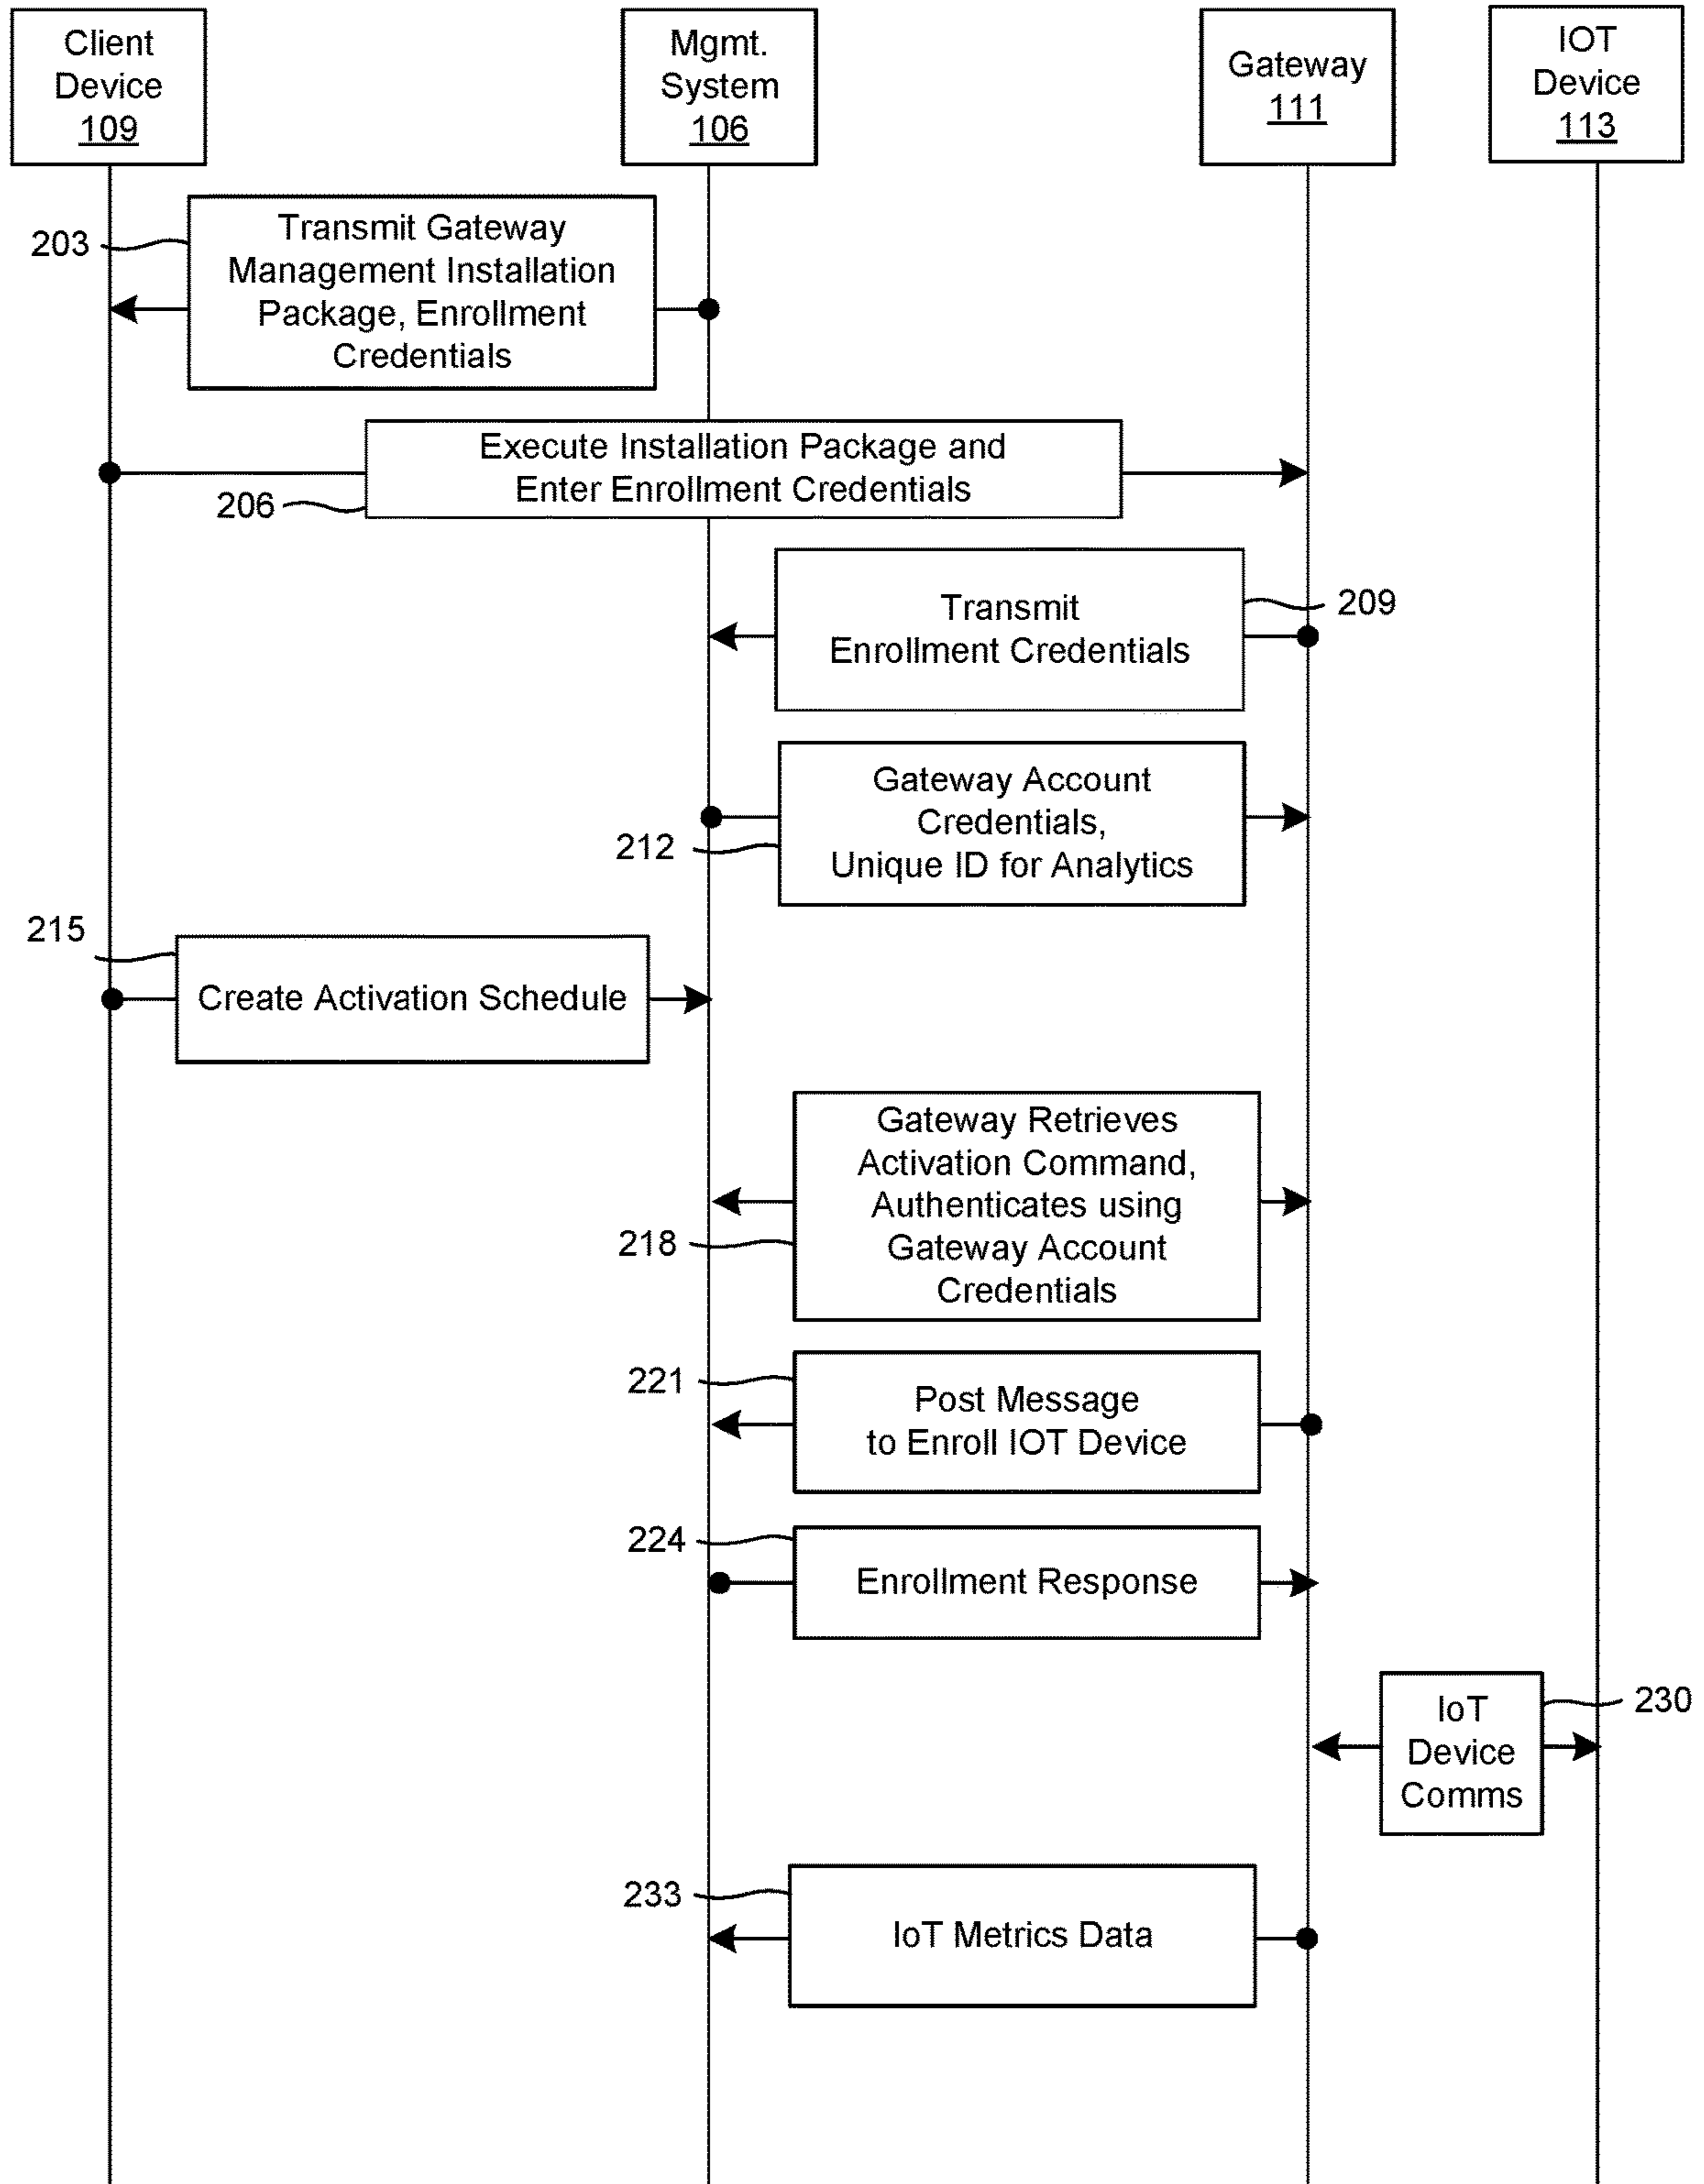 Client
Device
109
Mgmt.
System
106
Gateway
111
IOT
Device
113
203
Transmit Gateway
Management Installation
Package, Enrollment
Credentials
Execute Installation Package and
Enter Enrollment Credentials
206
Transmit
Enrollment Credentials
209
Gateway Account
Credentials,
Unique ID for Analytics
212
215
Create Activation Schedule
Gateway Retrieves
Activation Command,
Authenticates using
Gateway Account
Credentials
218
221
Post Message
to Enroll IOT Device
224
Enrollment Response
IoT
Device
Comms
230
233
IoT Metrics Data